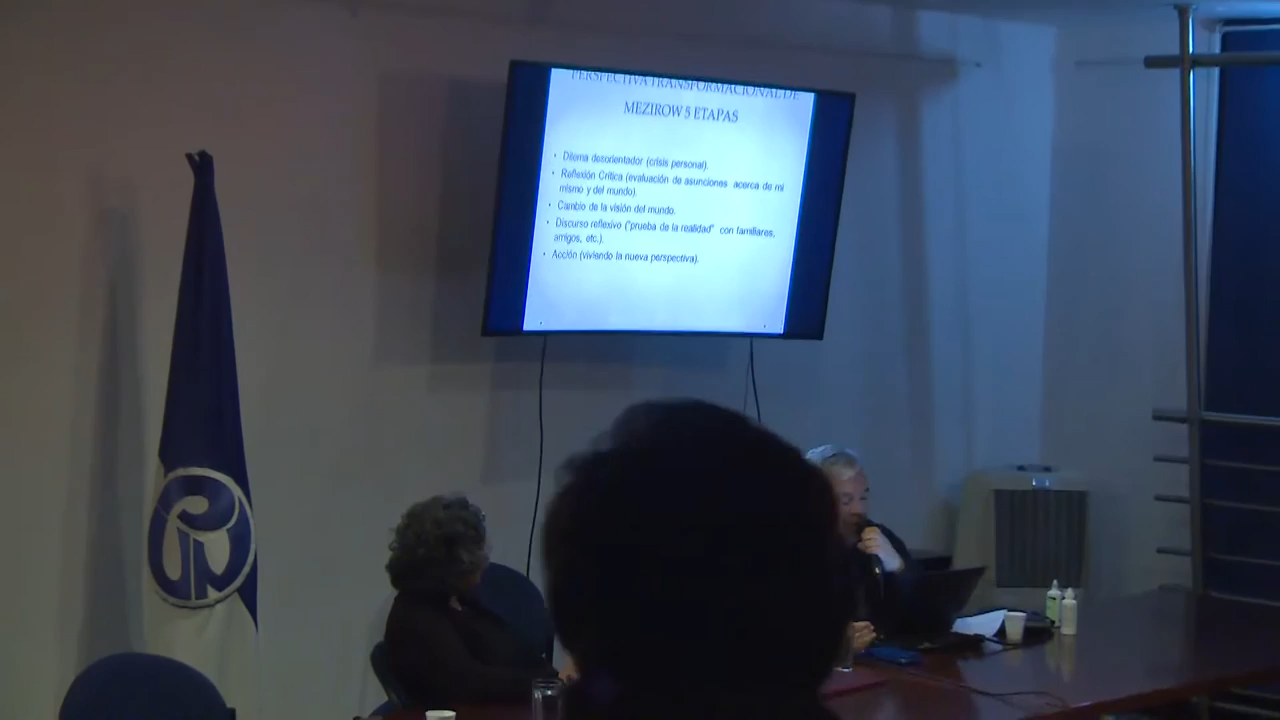 PERSPECTIVA TRANSFORMACIONAL DE
MEZIROW 5 ETAPAS
• Dilema desorientador (crisis personal).
• Reflexión Crítica (evaluación de asunciones acerca de mi
mismo y del mundo).
• Cambio de la visión del mundo.
• Discurso reflexivo ("prueba de la realidad" con familiares,
amigos, etc.).
• Acción (viviendo la nueva perspectiva).